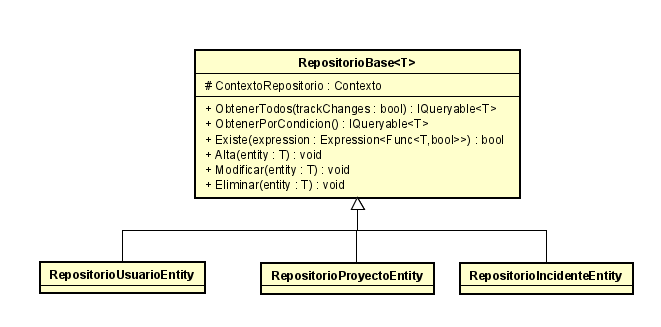 RepositorioBase<T>
# ContextoRepositorio : Contexto
+ ObtenerTodos(trackChanges : bool) : IQueryable<T>
+ ObtenerPorCondicion() : IQueryable<T>
+ Existe(expression : Expression<Func<T,bool>>) : bool
+ Alta(entity : T) : void
+ Modificar(entity : T) : void
+ Eliminar(entity : T) : void
RepositorioUsuarioEntity
RepositorioProyectoEntity
RepositorioIncidenteEntity